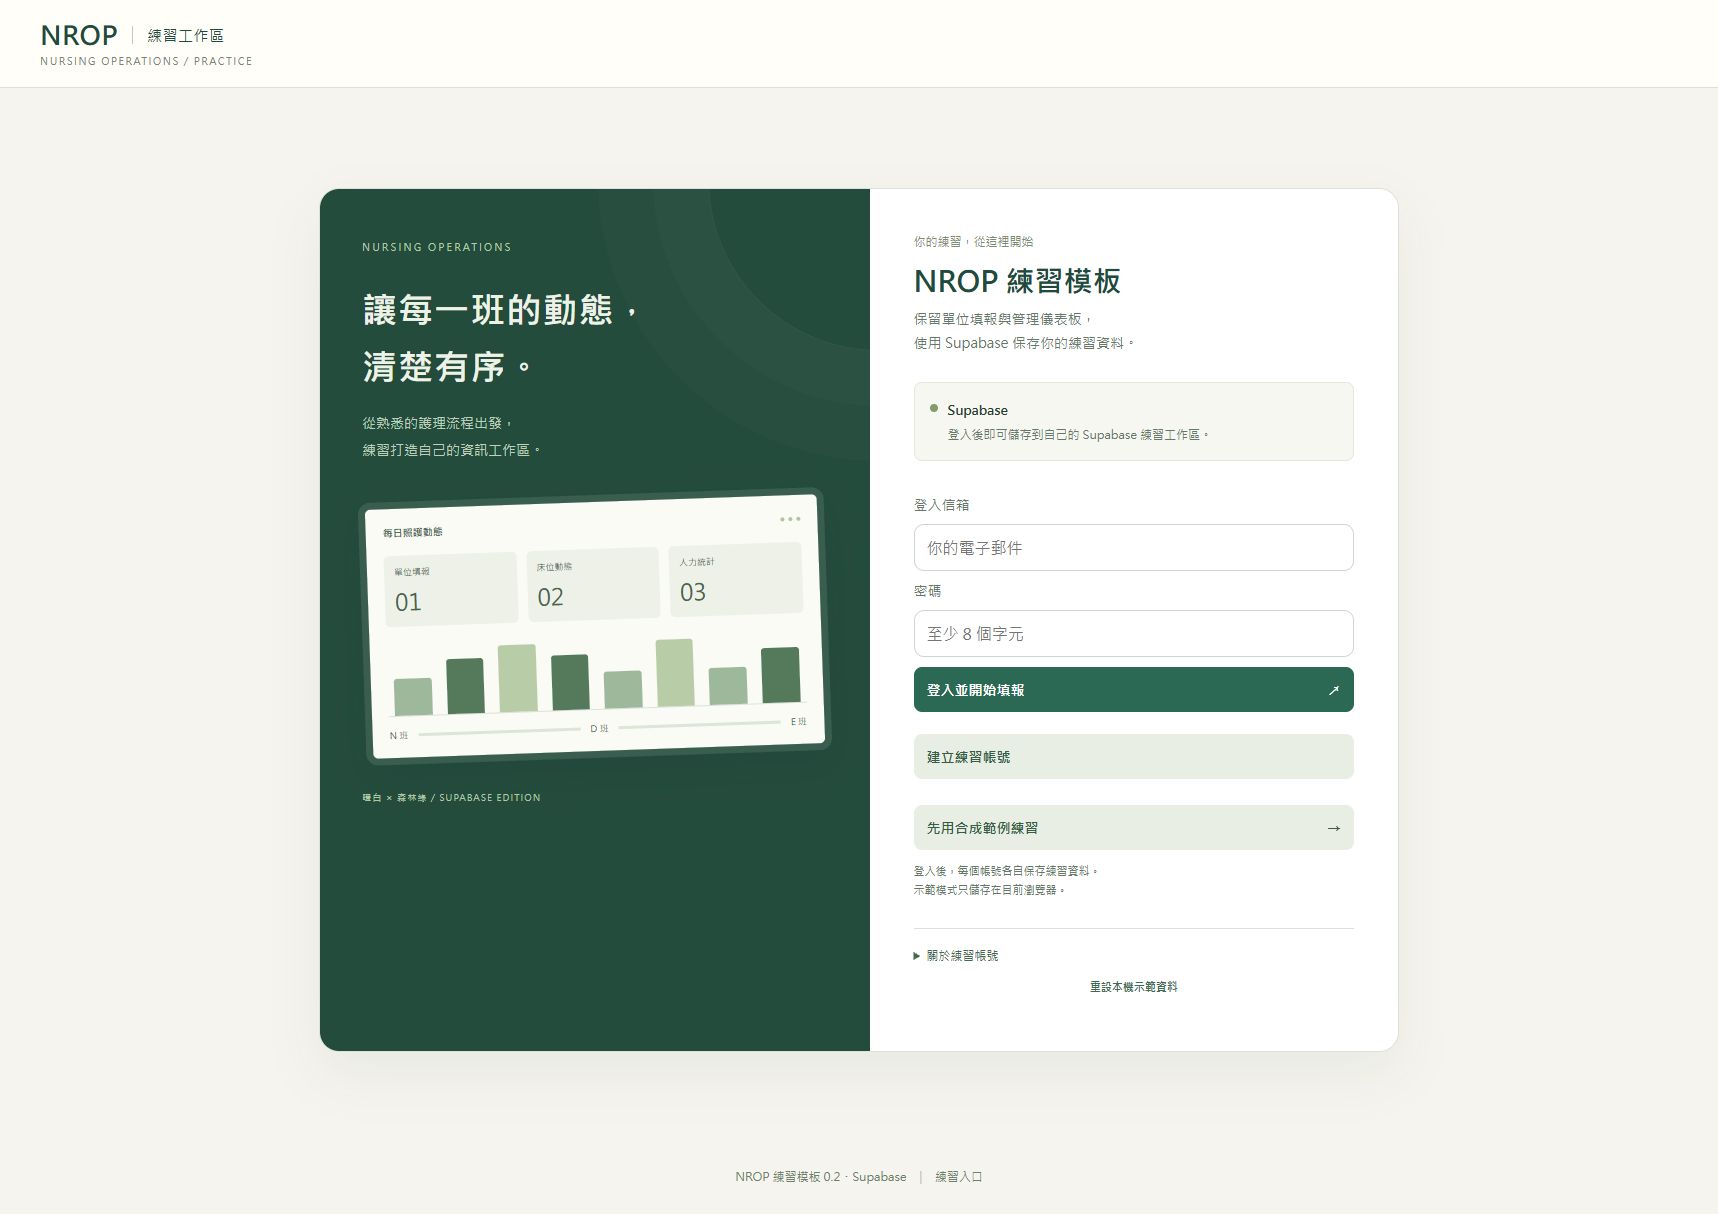 NROP | 練習工作區
NURSING OPERATIONS / PRACTICE
NURSING OPERATIONS
讓每一班的動態，
清楚有序。
從熟悉的護理流程出發，
練習打造自己的資訊工作區。
每日照護動態
單位填報
01
床位動態
02
人力統計
03
N 班
D 班
E 班
暖白 × 森林綠 / SUPABASE EDITION
你的練習，從這裡開始
NROP 練習模板
保留單位填報與管理儀表板，
使用 Supabase 保存你的練習資料。
Supabase
登入後即可儲存到自己的 Supabase 練習工作區。
登入信箱
你的電子郵件
密碼
至少 8 個字元
登入並開始填報 ↗
建立練習帳號
先用合成範例練習 →
登入後，每個帳號各自保存練習資料。
示範模式只儲存在目前瀏覽器。
▶ 關於練習帳號
重設本機示範資料
NROP 練習模板 0.2 · Supabase | 練習入口